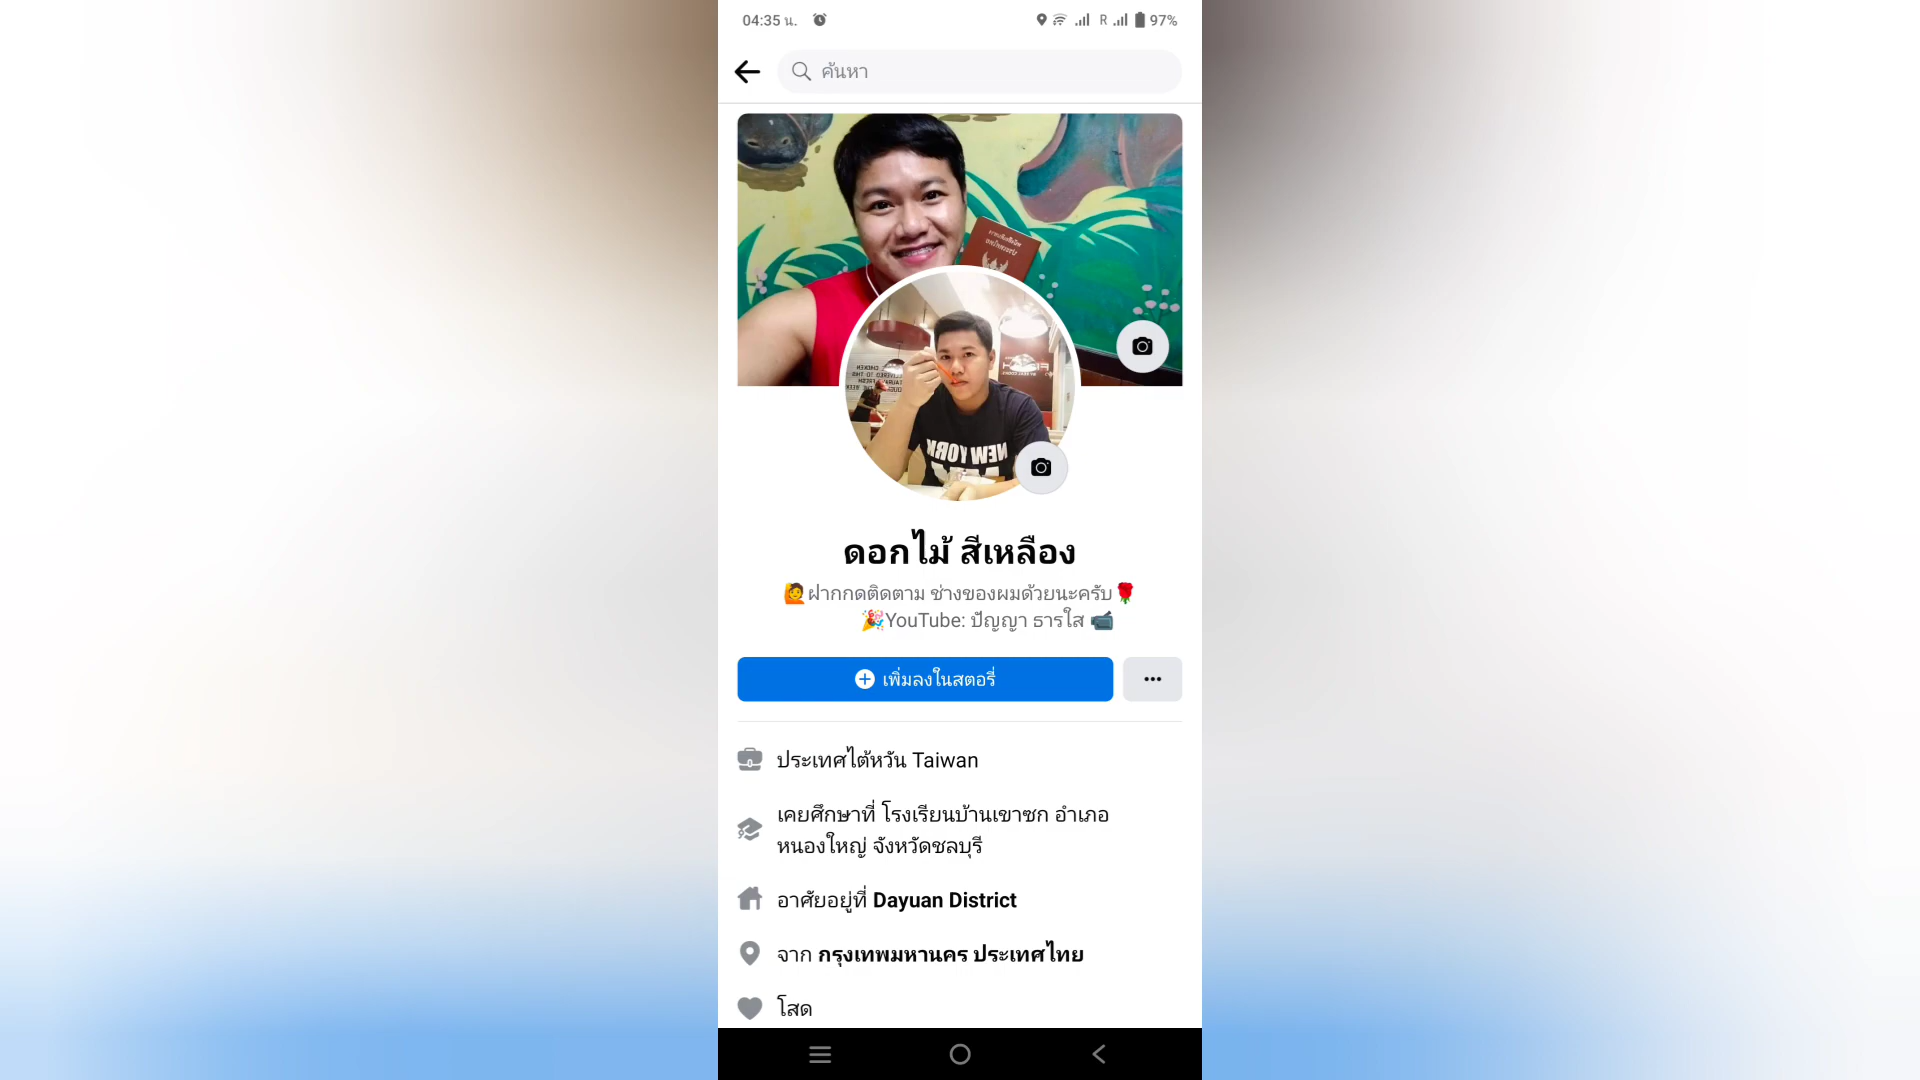 04:35 น.
R 97%
ค้นหา
NEW YORK
ดอกไม้ สีเหลือง
🙋ฝากกดติดตาม ช่างของผมด้วยนะครับ🌹
🎉YouTube: ปัญญา ธารใส 📹
เพิ่มลงในสตอรี่
ประเทศไต้หวัน Taiwan
เคยศึกษาที่ โรงเรียนบ้านเขาซก อำเภอ
หนองใหญ่ จังหวัดชลบุรี
อาศัยอยู่ที่ Dayuan District
จาก กรุงเทพมหานคร ประเทศไทย
โสด